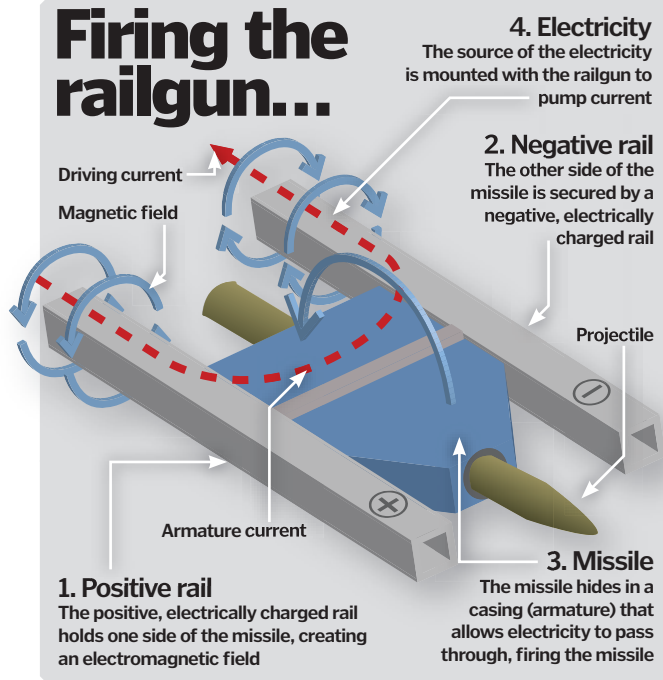 Firing the
railgun...
4. Electricity
The source of the electricity
is mounted with the railgun to
pump current
2. Negative rail
The other side of the
missile is secured by a
negative, electrically
charged rail
Driving current
Magnetic field
Projectile
Armature current
1. Positive rail
The positive, electrically charged rail
holds one side of the missile, creating
an electromagnetic field
3. Missile
The missile hides in a
casing (armature) that
allows electricity to pass
through, firing the missile